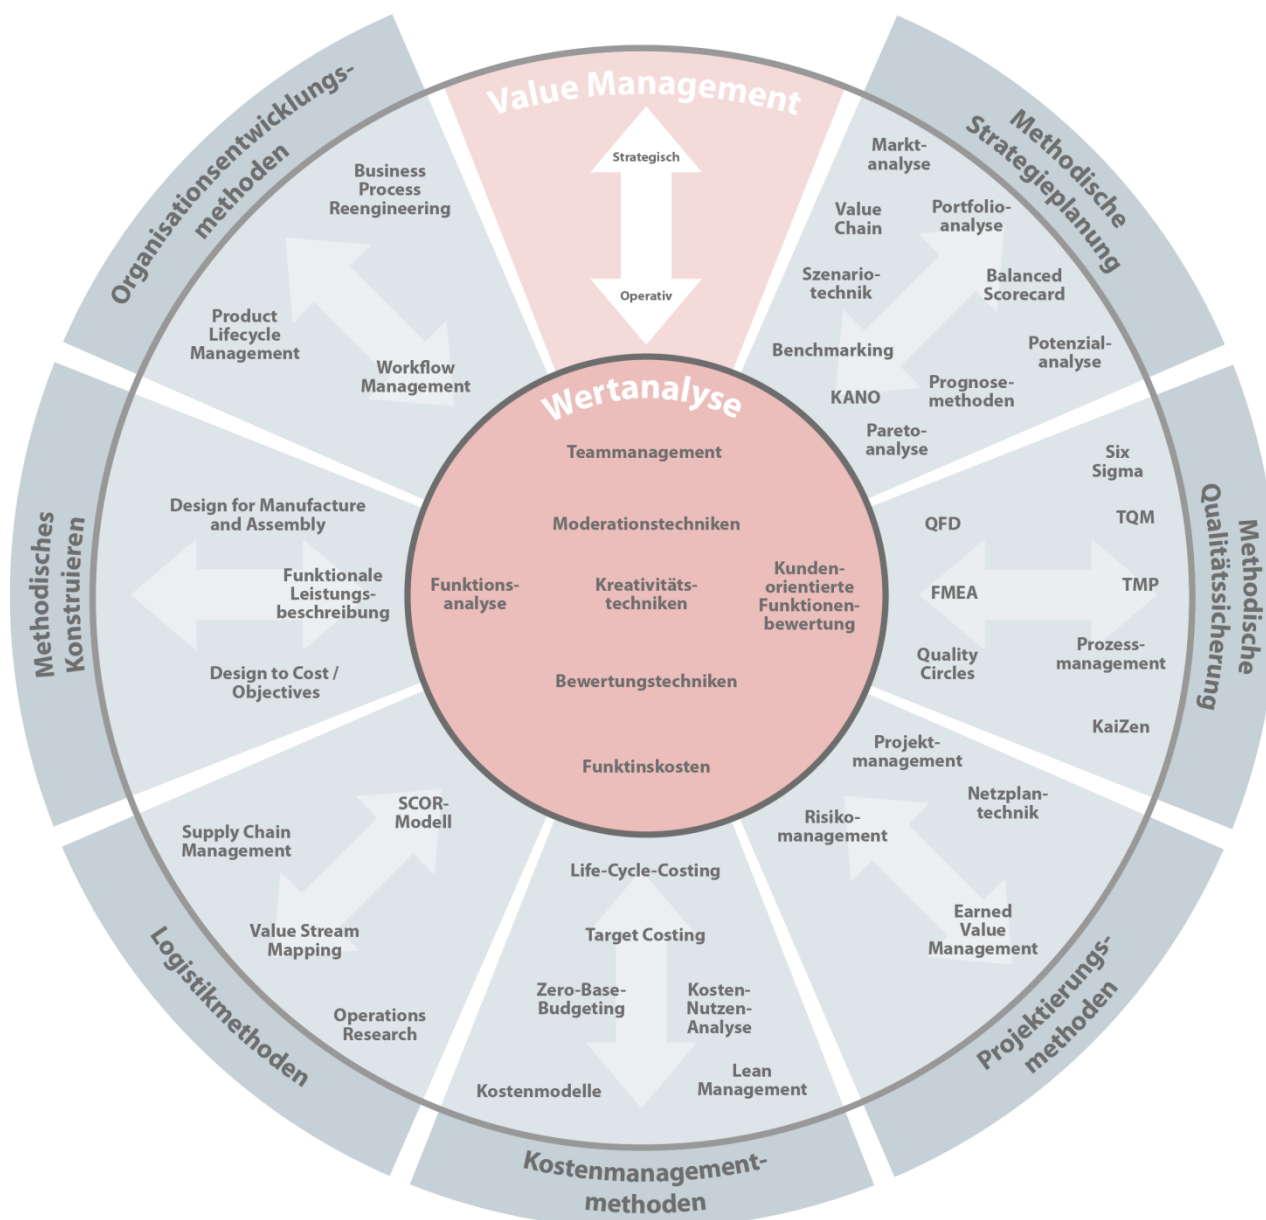 Value Management
Strategisch
Operativ
Methodische
Strategieplanung
Markt-
analyse
Value
Chain
Portfolio-
analyse
Szenario-
technik
Balanced
Scorecard
Benchmarking
Potenzial-
analyse
KANO
Prognose-
methoden
Pareto-
analyse
Methodische
Qualitätssicherung
Six
Sigma
QFD
TQM
FMEA
TMP
Quality
Circles
Prozess-
management
KaiZen
Projektierungs-
methoden
Projekt-
management
Netzplan-
technik
Risiko-
management
Earned
Value
Management
Kostenmanagement-
methoden
Life-Cycle-Costing
Target Costing
Zero-Base-
Budgeting
Kosten-
Nutzen-
Analyse
Kostenmodelle
Lean
Management
Logistikmethoden
SCOR-
Modell
Supply Chain
Management
Value Stream
Mapping
Operations
Research
Methodisches
Konstruieren
Design for Manufacture
and Assembly
Funktionale
Leistungs-
beschreibung
Design to Cost /
Objectives
Organisationsentwicklungs-
methoden
Business
Process
Reengineering
Product
Lifecycle
Management
Workflow
Management
Wertanalyse
Teammanagement
Moderationstechniken
Funktions-
analyse
Kreativitäts-
techniken
Kunden-
orientierte
Funktionen-
bewertung
Bewertungstechniken
Funktinskosten